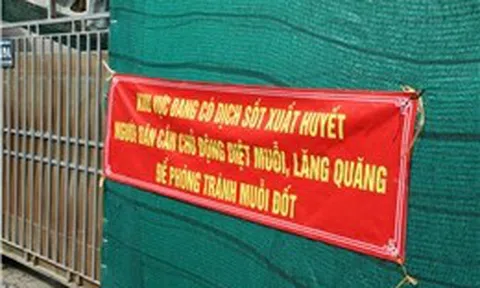 KHU VỰC ĐANG CÓ DỊCH SỐT XUẤT HUYẾT
NGƯỜI DÂN CẦN CHỦ ĐỘNG DIỆT MUỖI, LĂNG QUĂNG
ĐỂ PHÒNG TRÁNH MUỖI ĐỐT